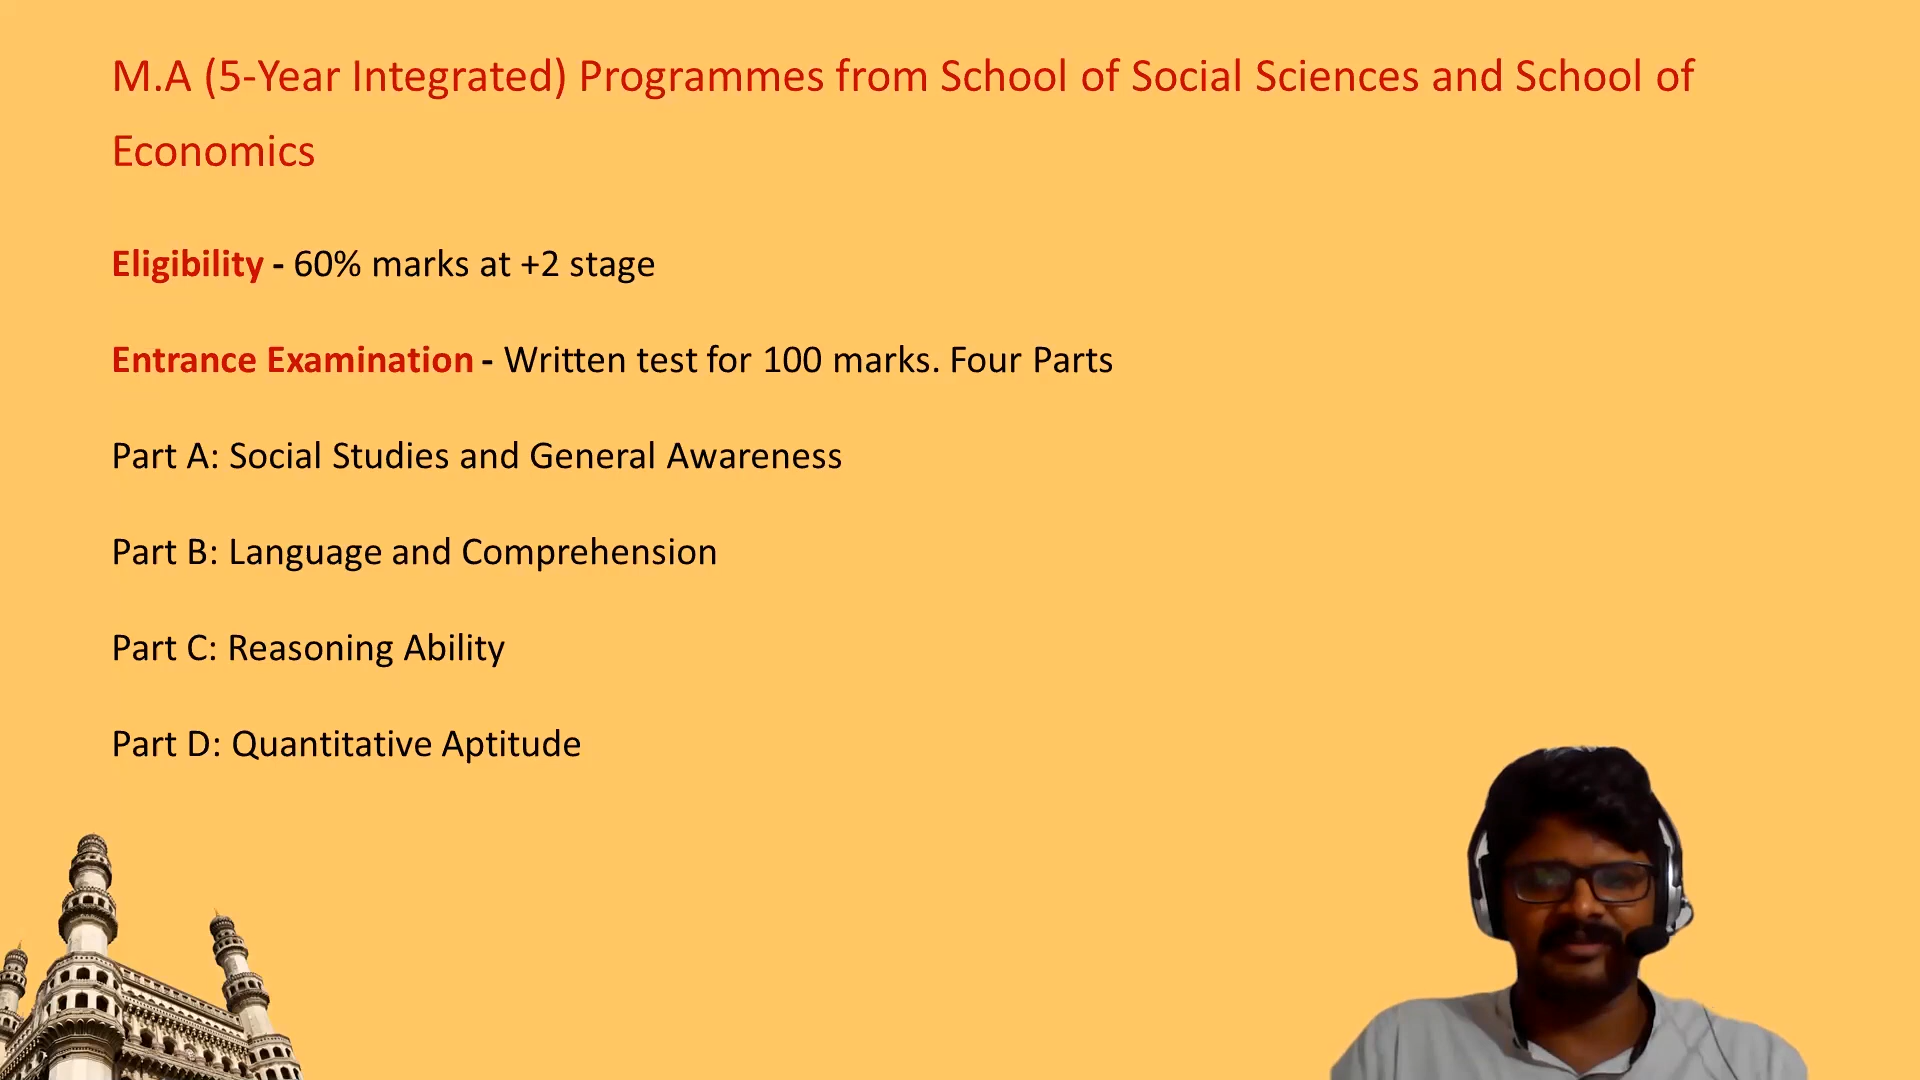 M.A (5-Year Integrated) Programmes from School of Social Sciences and School of
Economics
Eligibility - 60% marks at +2 stage
Entrance Examination - Written test for 100 marks. Four Parts
Part A: Social Studies and General Awareness
Part B: Language and Comprehension
Part C: Reasoning Ability
Part D: Quantitative Aptitude